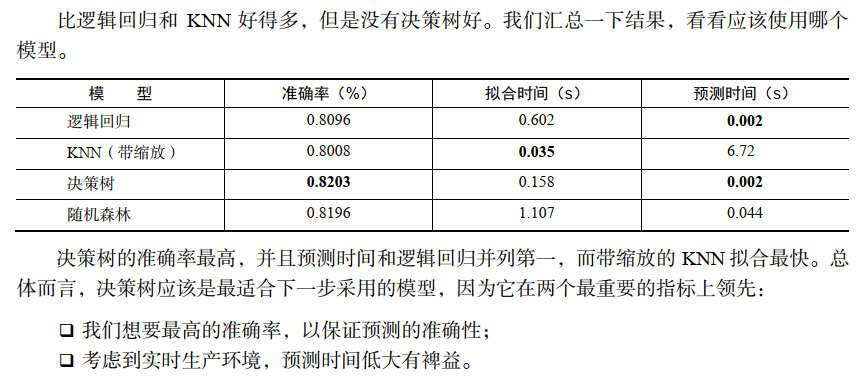 比逻辑回归和 KNN 好得多，但是没有决策树好。我们汇总一下结果，看看应该使用哪个
模型。
模 型 准确率（%） 拟合时间（s） 预测时间（s）
逻辑回归 0.8096 0.602 0.002
KNN（带缩放） 0.8008 0.035 6.72
决策树 0.8203 0.158 0.002
随机森林 0.8196 1.107 0.044
决策树的准确率最高，并且预测时间和逻辑回归并列第一，而带缩放的 KNN 拟合最快。总
体而言，决策树应该是最适合下一步采用的模型，因为它在两个最重要的指标上领先：
❑ 我们想要最高的准确率，以保证预测的准确性；
❑ 考虑到实时生产环境，预测时间低大有裨益。